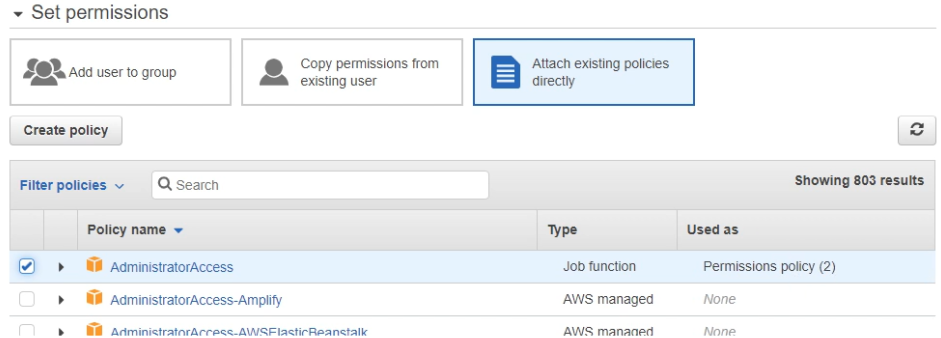 Set permissions
Add user to group
Copy permissions from
existing user
Attach existing policies
directly
Create policy
Filter policies
Search
Showing 803 results
Policy name Type Used as
AdministratorAccess Job function Permissions policy (2)
AdministratorAccess-Amplify AWS managed None
AdministratorAccess-AWSElasticBeanstalk AWS managed None